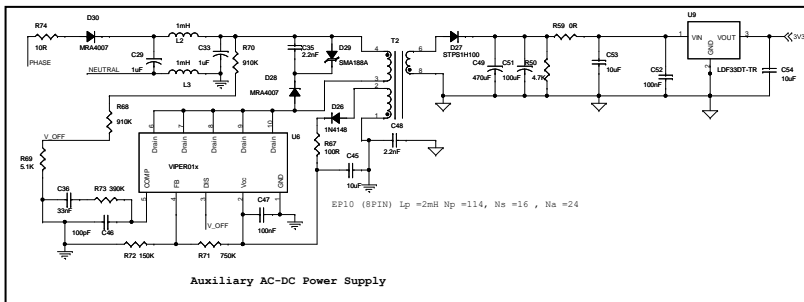 R74
10R
PHASE
D30
MRA4007
1mH
L2
C29
1uF
C33
1uF
NEUTRAL
1mH
L3
R70
910K
C35
2.2nF
D29
SMA188A
D28
MRA4007
T2
4
3
2
1
6
8
D27
STPS1H100
C49
470uF
C51
100uF
R50
4.7K
R59 0R
C53
10uF
C52
100nF
U9
1
VIN
VOUT
3
GND
2
LDF33DT-TR
3V3
C54
10uF
R68
910K
V_OFF
R69
5.1K
6
7
8
9
10
Drain
Drain
Drain
Drain
Drain
U6
VIPER01x
COMP
FB
DIS
Vcc
GND
5
4
3
2
1
D26
1N4148
R67
100R
C45
10uF
C48
2.2nF
C36
33nF
R73 390K
100pF C46
V_OFF
C47
100nF
R72 150K
R71 750K
EP10 (8PIN) Lp =2mH Np =114, Ns =16 , Na =24
Auxiliary AC-DC Power Supply